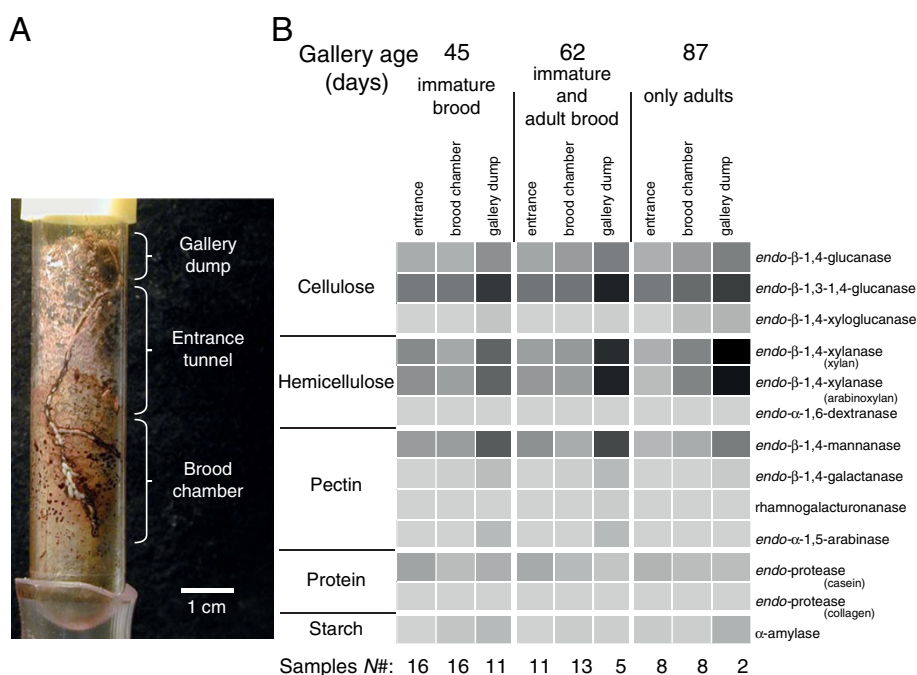 A
Gallery
dump
Entrance
tunnel
Brood
chamber
1 cm
B
Gallery age
(days)
45
immature
brood
62
immature
and
adult brood
87
only adults
entrance
brood chamber
gallery dump
entrance
brood chamber
gallery dump
entrance
brood chamber
gallery dump
Cellulose
endo-β-1,4-glucanase
endo-β-1,3-1,4-glucanase
endo-β-1,4-xyloglucanase
Hemicellulose
endo-β-1,4-xylanase
(xylan)
endo-β-1,4-xylanase
(arabinoxylan)
endo-α-1,6-dextranase
Pectin
endo-β-1,4-mannanase
endo-β-1,4-galactanase
rhamnogalacturonanase
endo-α-1,5-arabinase
Protein
endo-protease
(casein)
endo-protease
(collagen)
Starch
α-amylase
Samples N#: 16 16 11 11 13 5 8 8 2